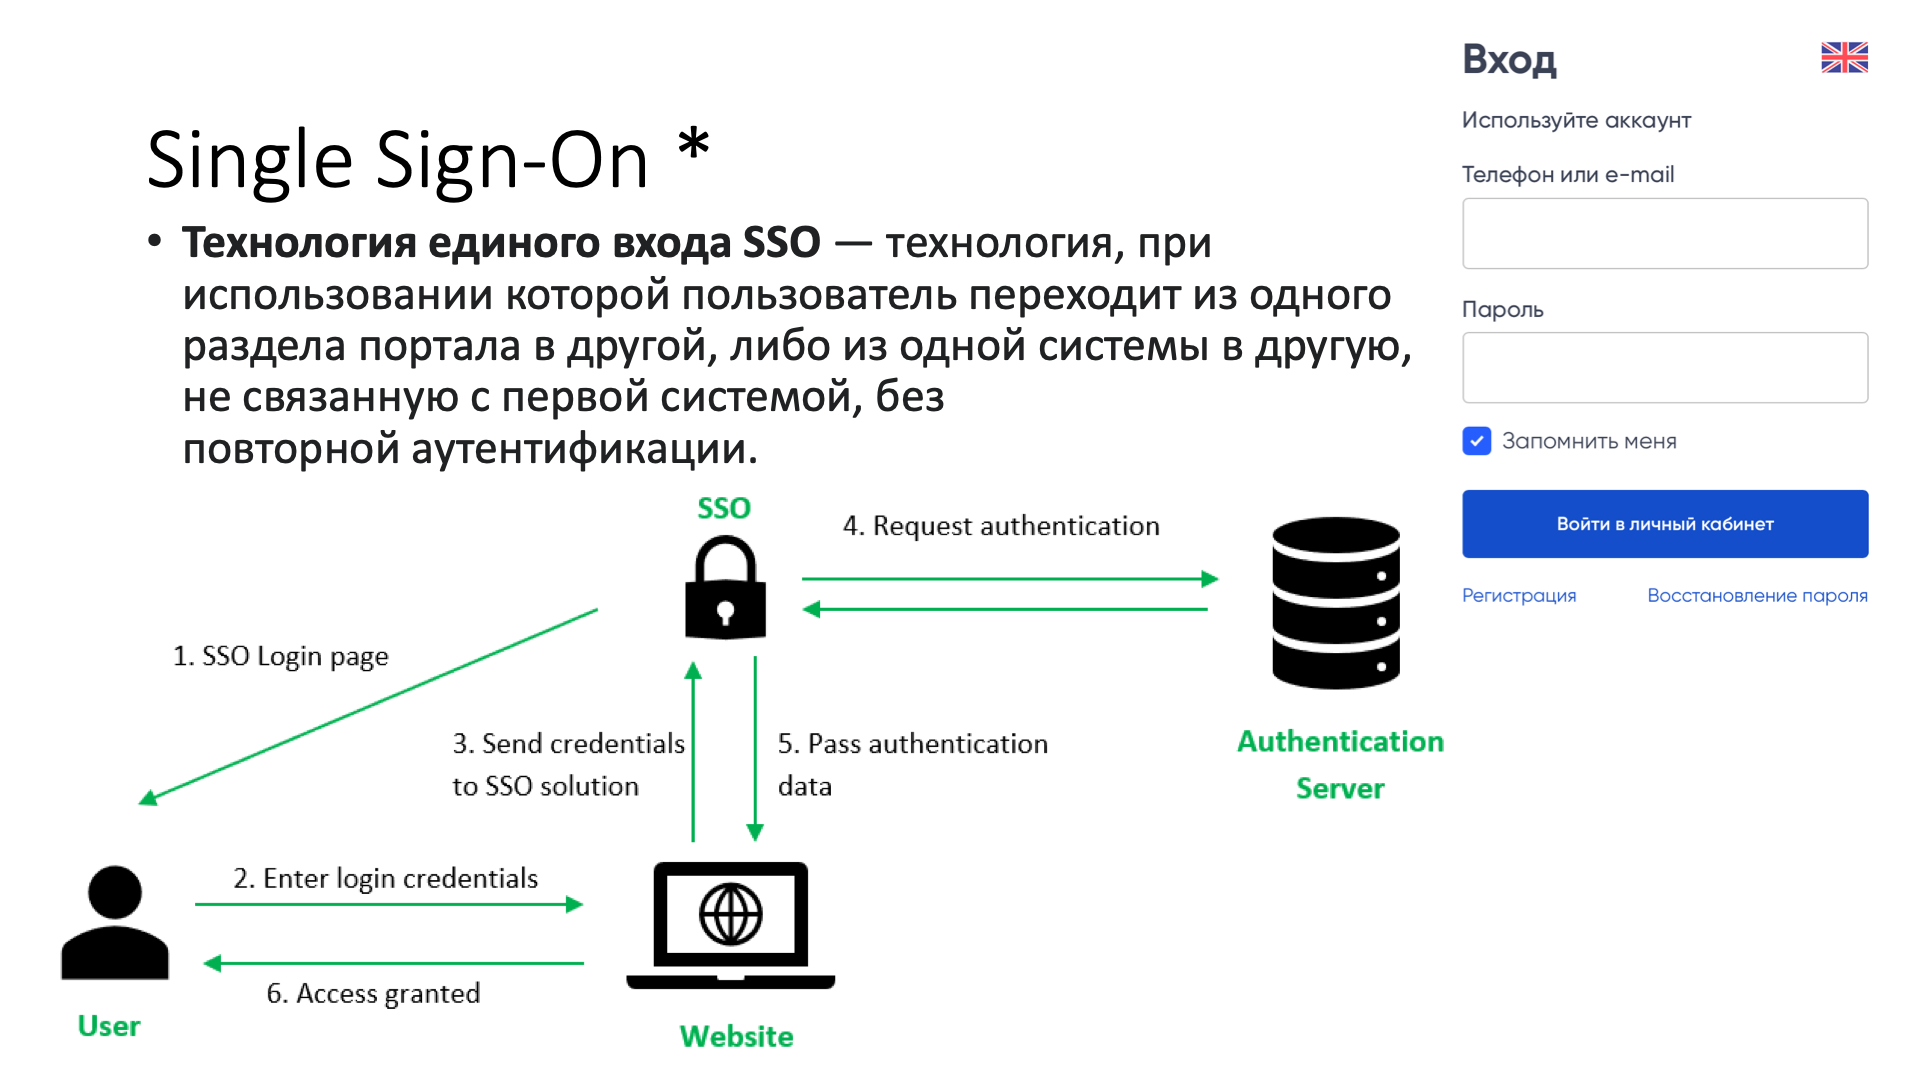 Single Sign-On *
• Технология единого входа SSO — технология, при
использовании которой пользователь переходит из одного
раздела портала в другой, либо из одной системы в другую,
не связанную с первой системой, без
повторной аутентификации.
Вход
Используйте аккаунт
Телефон или e-mail
Пароль
Запомнить меня
Войти в личный кабинет
Регистрация
Восстановление пароля
SSO
4. Request authentication
1. SSO Login page
3. Send credentials
to SSO solution
5. Pass authentication
data
Authentication
Server
2. Enter login credentials
6. Access granted
User
Website